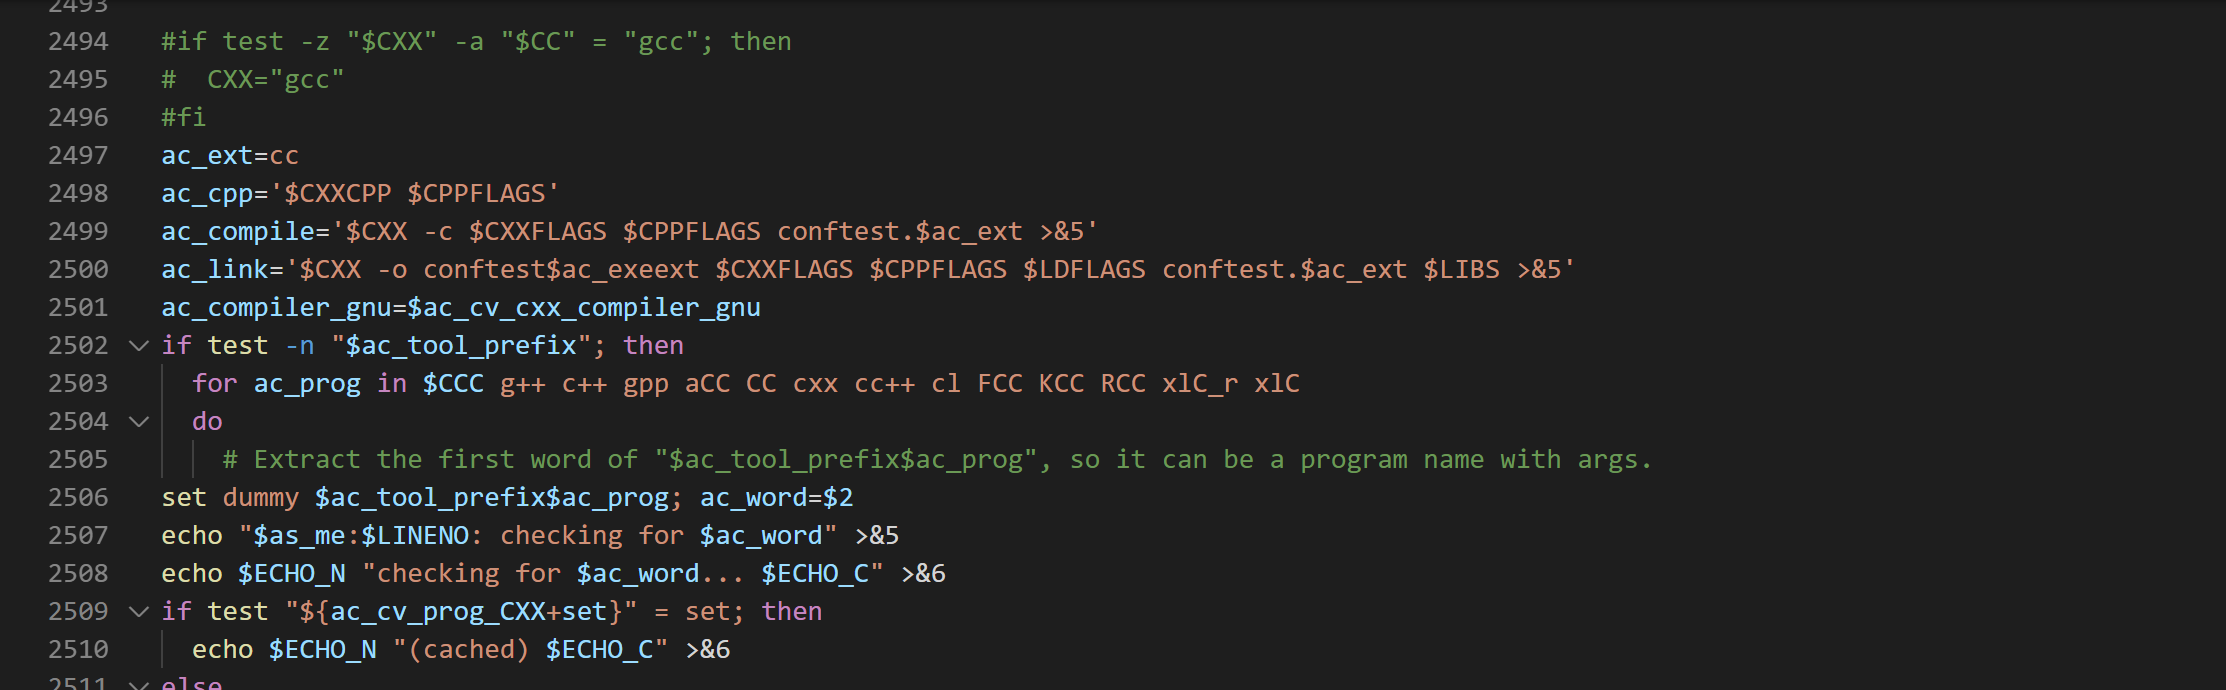 2493
2494 #if test -z "$CXX" -a "$CC" = "gcc"; then
2495 #  CXX="gcc"
2496 #fi
2497 ac_ext=cc
2498 ac_cpp='$CXXCPP $CPPFLAGS'
2499 ac_compile='$CXX -c $CXXFLAGS $CPPFLAGS conftest.$ac_ext >&5'
2500 ac_link='$CXX -o conftest$ac_exeext $CXXFLAGS $CPPFLAGS $LDFLAGS conftest.$ac_ext $LIBS >&5'
2501 ac_compiler_gnu=$ac_cv_cxx_compiler_gnu
2502 if test -n "$ac_tool_prefix"; then
2503   for ac_prog in $CCC g++ c++ gpp aCC CC cxx cc++ cl FCC KCC RCC xlC_r xlC
2504   do
2505     # Extract the first word of "$ac_tool_prefix$ac_prog", so it can be a program name with args.
2506 set dummy $ac_tool_prefix$ac_prog; ac_word=$2
2507 echo "$as_me:$LINENO: checking for $ac_word" >&5
2508 echo $ECHO_N "checking for $ac_word... $ECHO_C" >&6
2509 if test "${ac_cv_prog_CXX+set}" = set; then
2510   echo $ECHO_N "(cached) $ECHO_C" >&6
2511 else